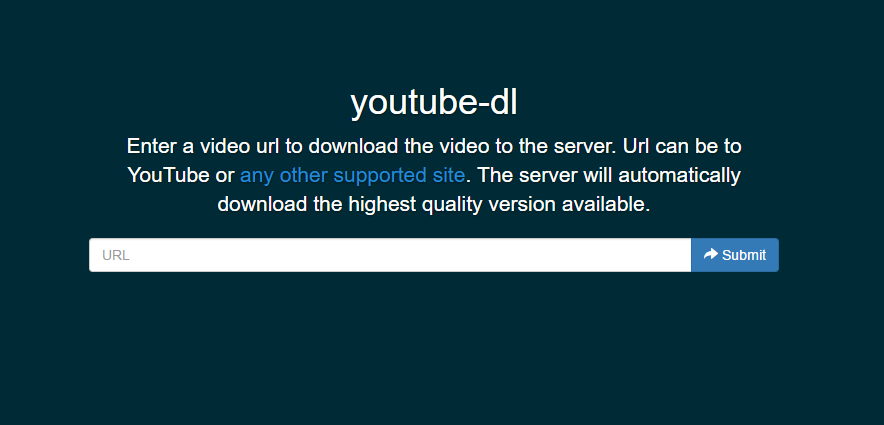 youtube-dl
Enter a video url to download the video to the server. Url can be to
YouTube or any other supported site. The server will automatically
download the highest quality version available.
URL
Submit